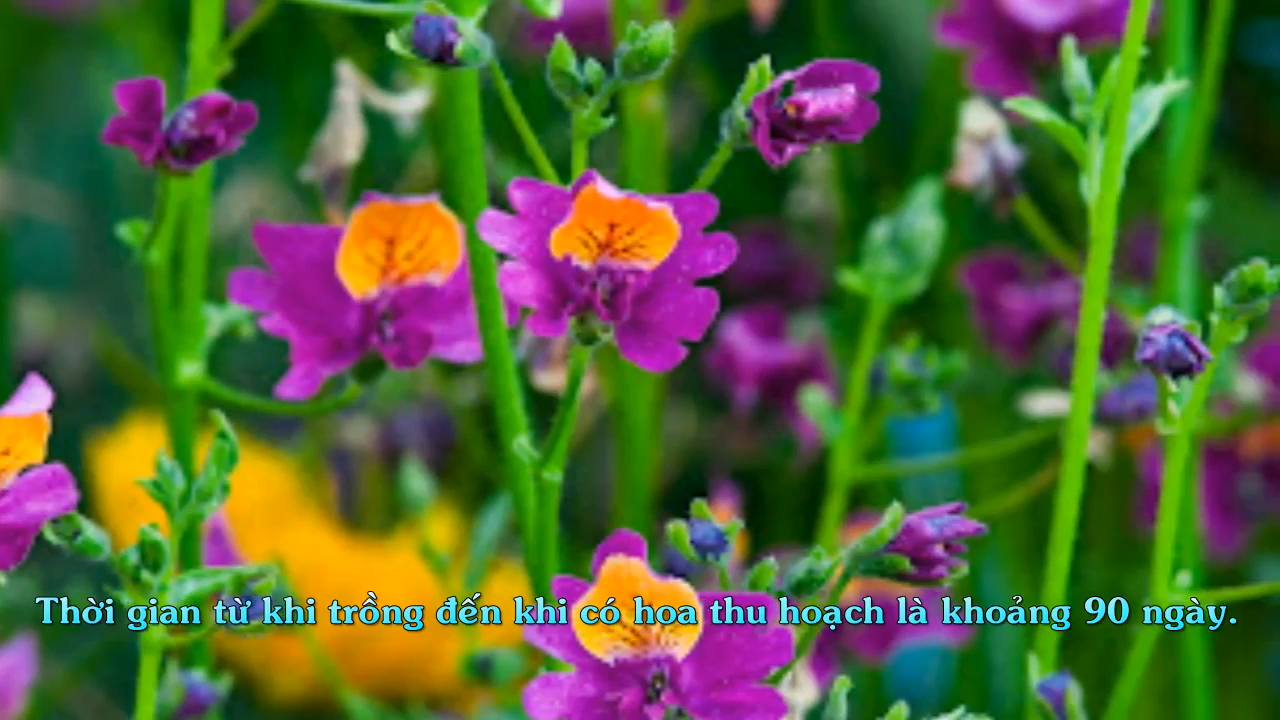 Thời gian từ khi trồng đến khi có hoa thu hoạch là khoảng 90 ngày.